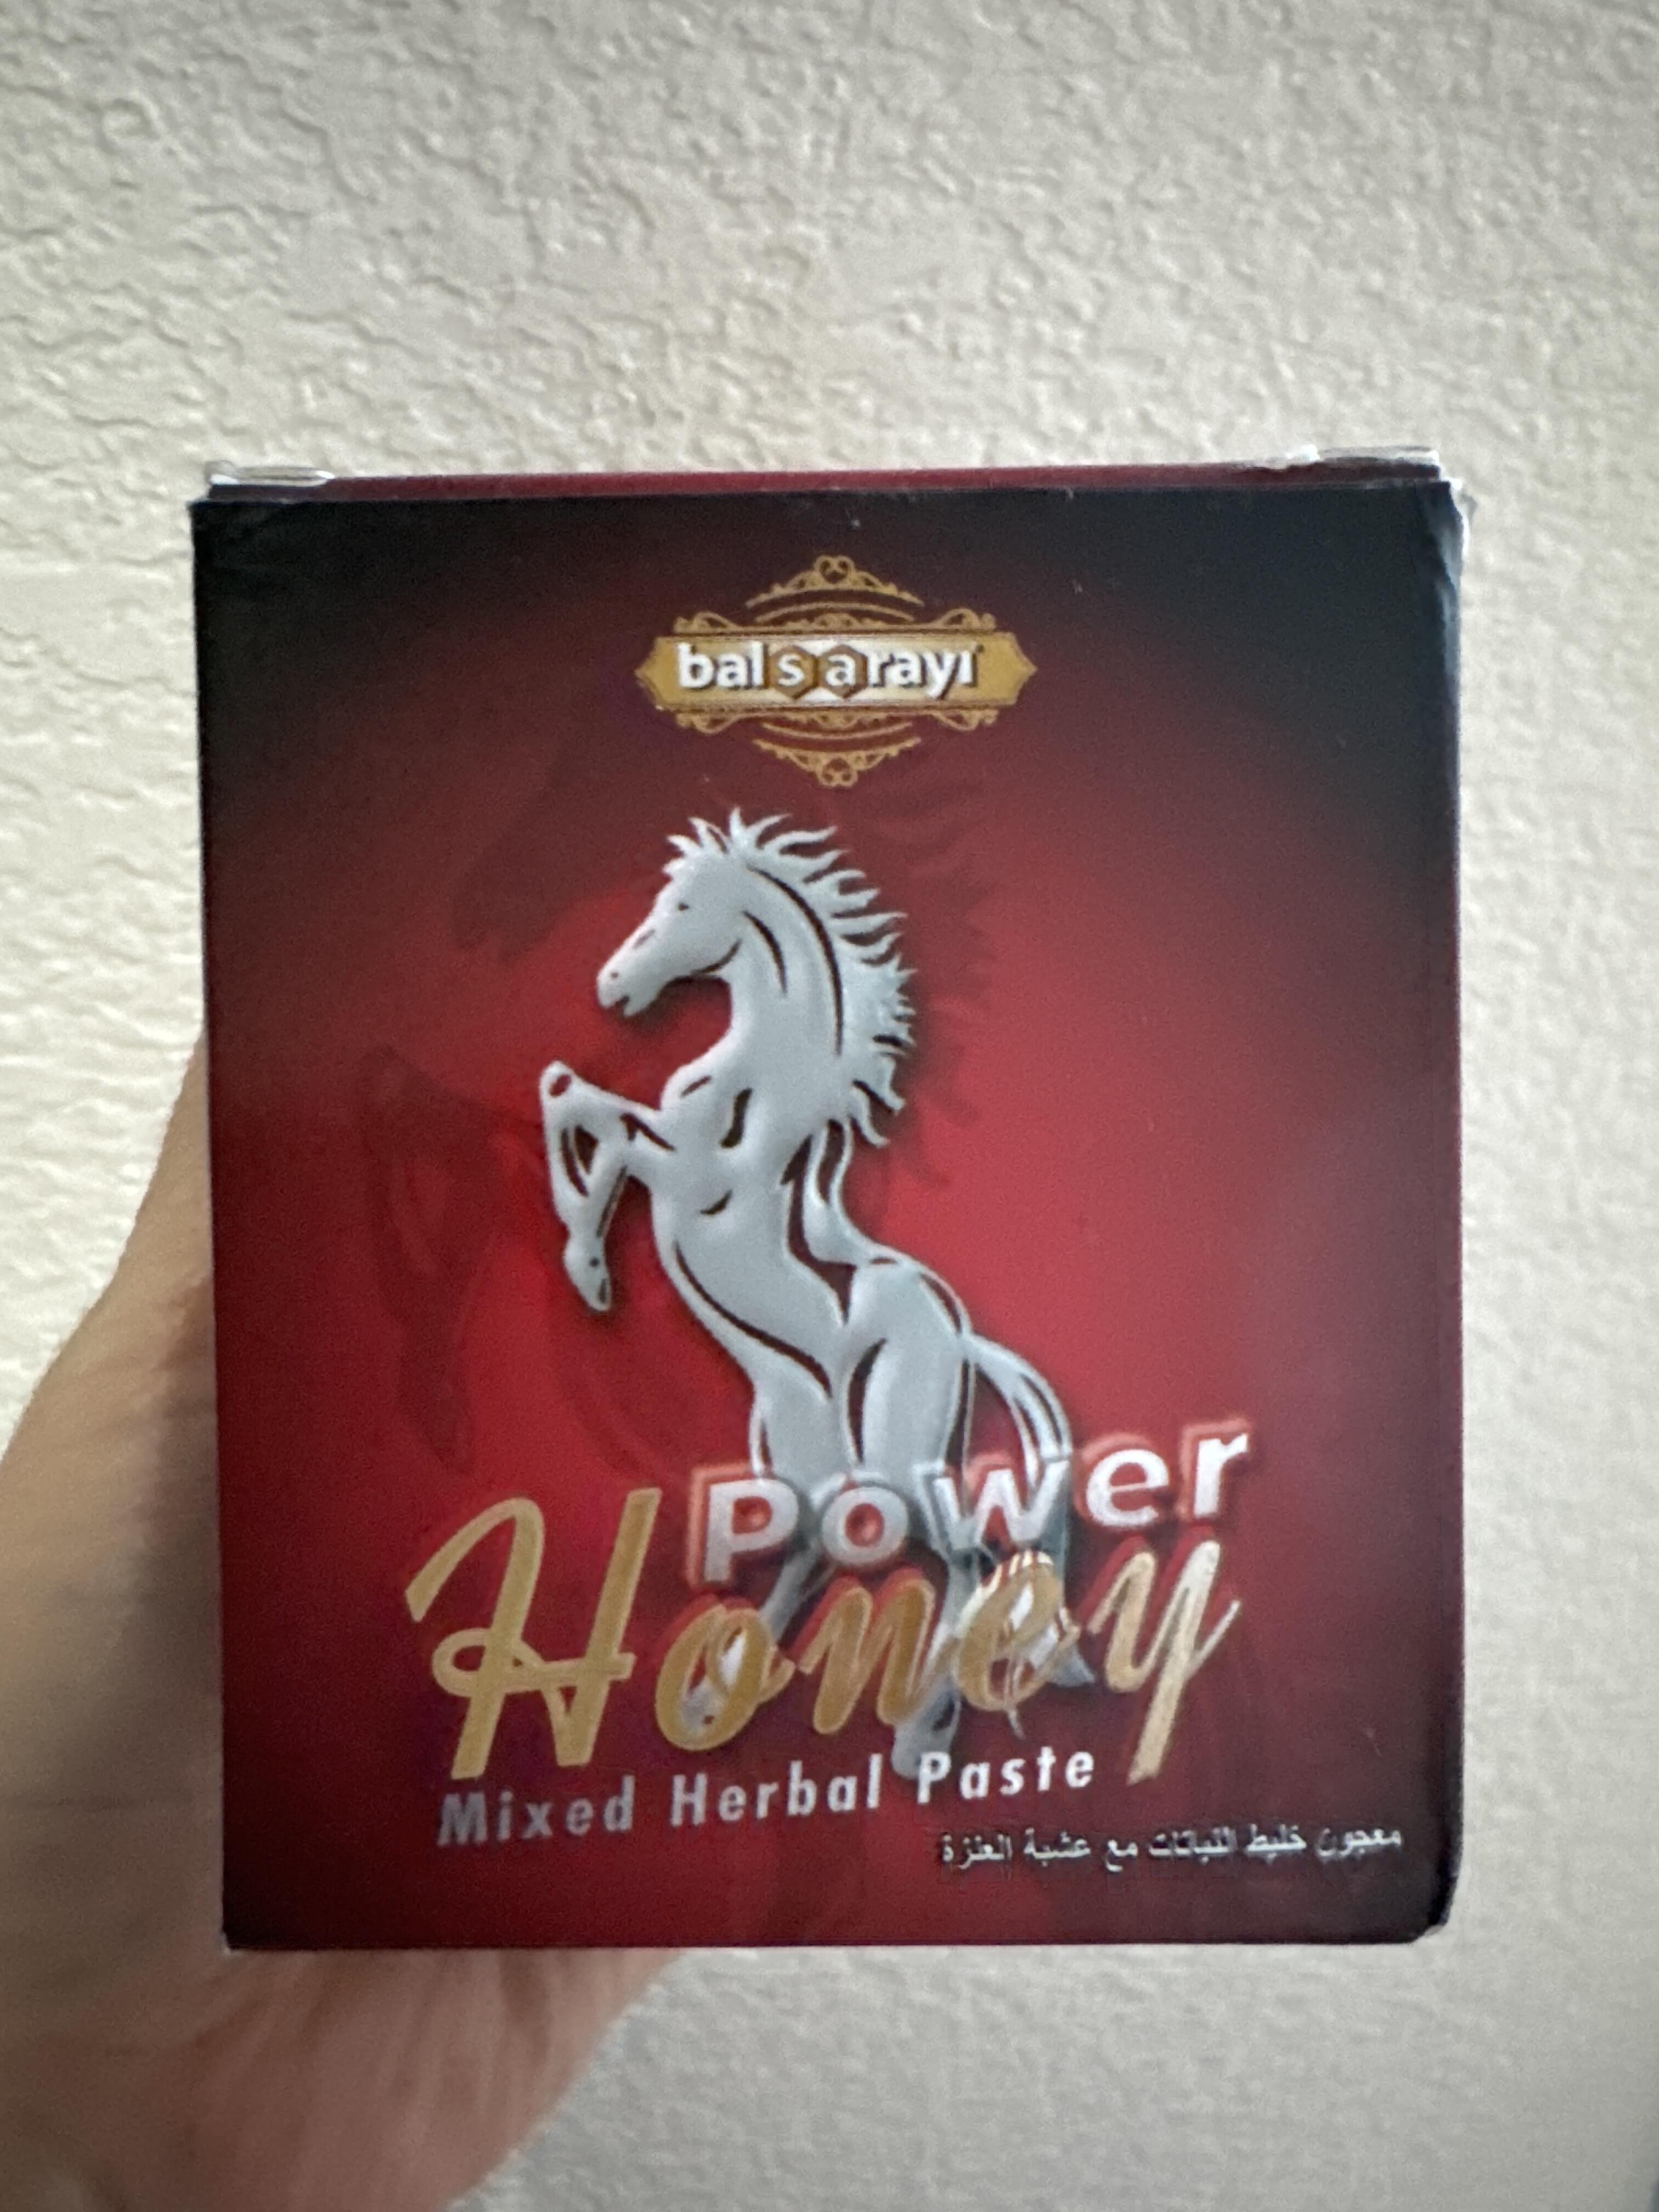 balsarayı
Power
Honey
Mixed Herbal Paste
معجون خليط النباتات مع عشبة العنزة